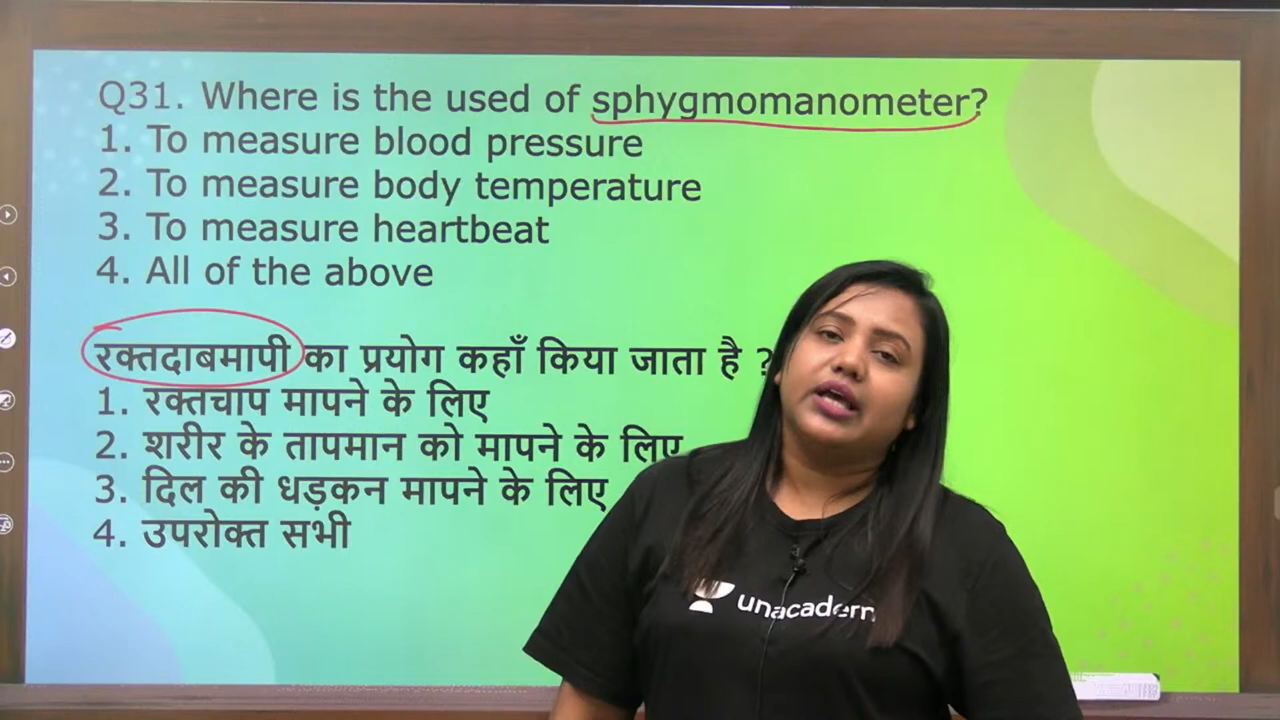 Q31. Where is the used of sphygmomanometer?
1. To measure blood pressure
2. To measure body temperature
3. To measure heartbeat
4. All of the above
रक्तदाबमापी का प्रयोग कहाँ किया जाता है ?
1. रक्तचाप मापने के लिए
2. शरीर के तापमान को मापने के लिए
3. दिल की धड़कन मापने के लिए
4. उपरोक्त सभी
unacadem